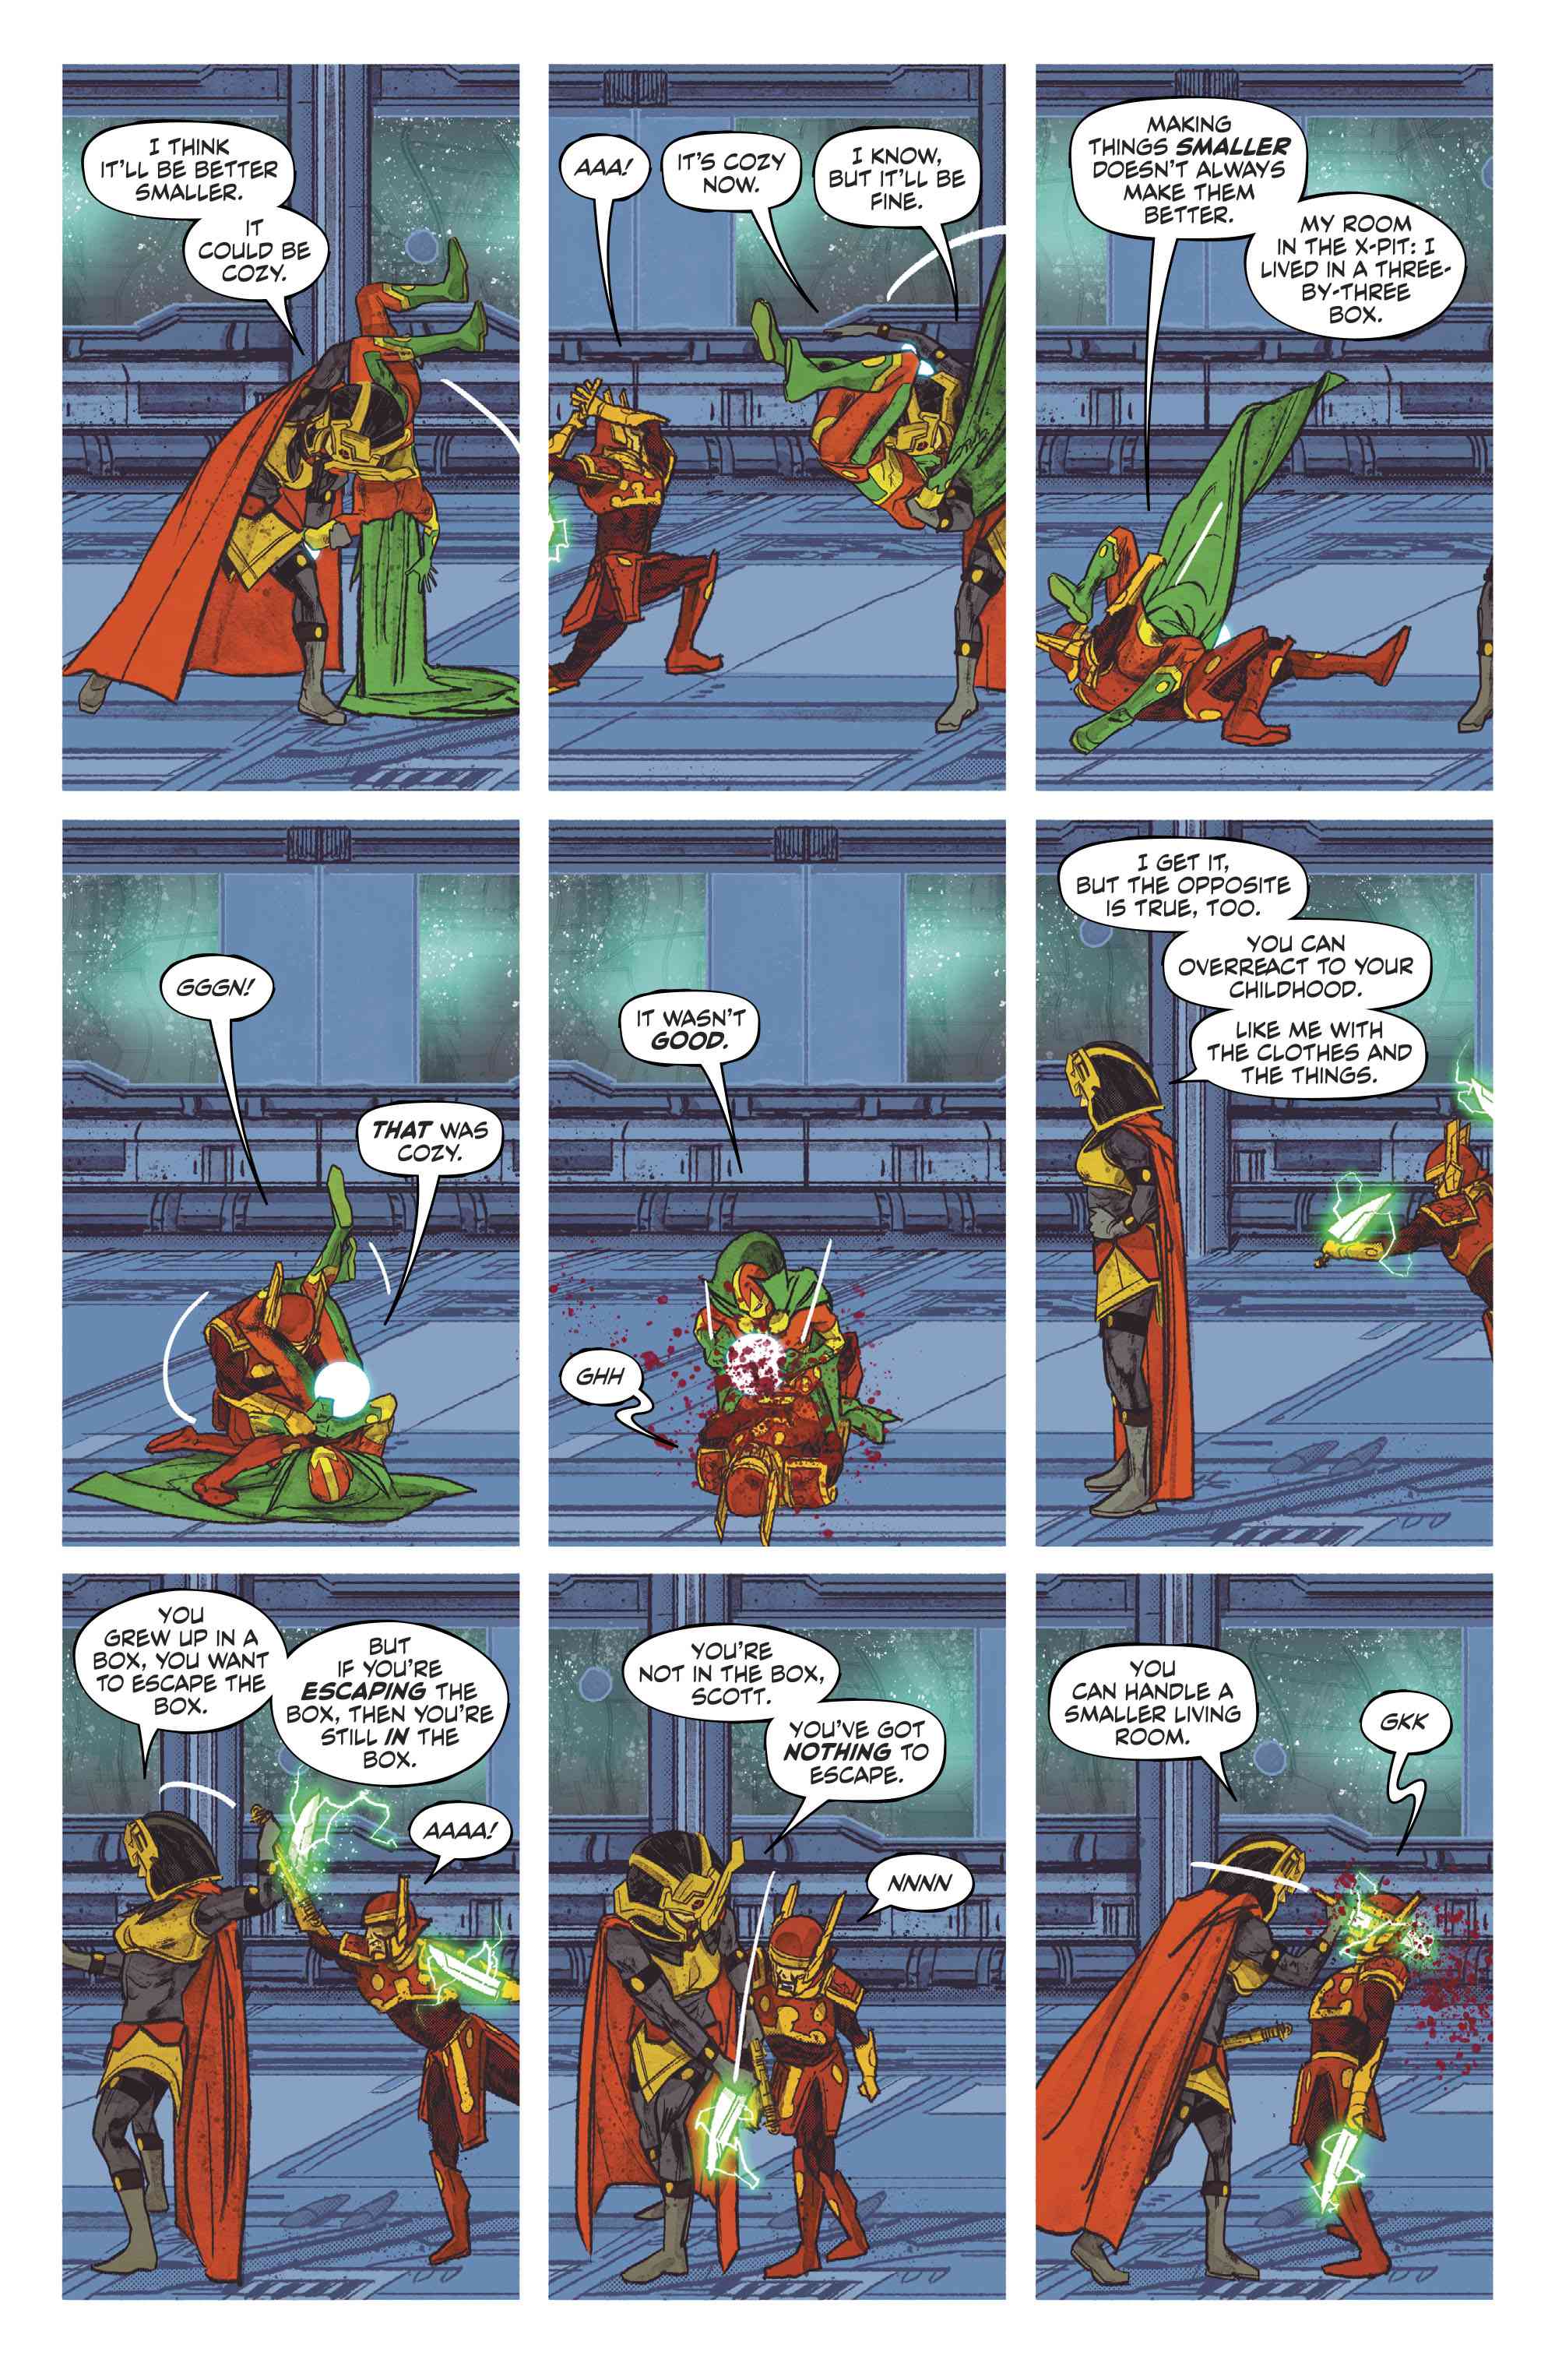 I THINK
IT'LL BE BETTER
SMALLER.
IT
COULD BE
COZY.
AAA!
IT'S COZY
NOW.
I KNOW,
BUT IT'LL BE
FINE.
MAKING
THINGS SMALLER
DOESN'T ALWAYS
MAKE THEM
BETTER.
MY ROOM
IN THE X-PIT: I
LIVED IN A THREE-
BY-THREE
BOX.
GGGN!
THAT WAS
COZY.
IT WASN'T
GOOD.
GHH
I GET IT,
BUT THE OPPOSITE
IS TRUE, TOO.
YOU CAN
OVERREACT TO YOUR
CHILDHOOD.
LIKE ME WITH
THE CLOTHES AND
THE THINGS.
YOU
GREW UP IN A
BOX, YOU WANT
TO ESCAPE THE
BOX.
BUT
IF YOU'RE
ESCAPING THE
BOX, THEN YOU'RE
STILL IN THE
BOX.
AAAA!
YOU'RE
NOT IN THE BOX,
SCOTT.
YOU'VE GOT
NOTHING TO
ESCAPE.
NNNN
YOU
CAN HANDLE A
SMALLER LIVING
ROOM.
GKK